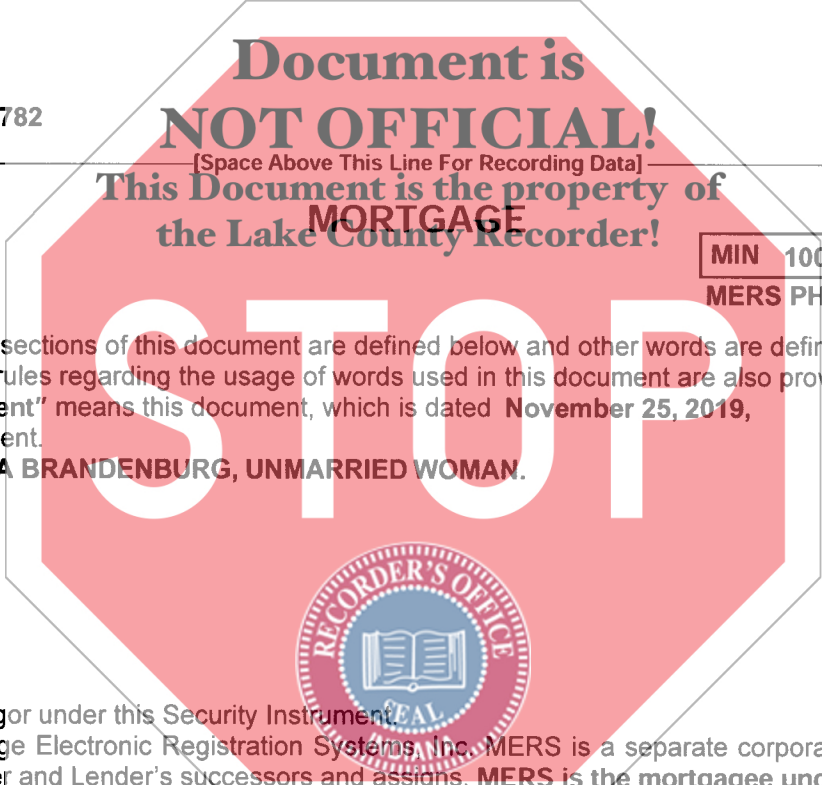 Document is
782
NOT OFFICIAL!
[Space Above This Line For Recording Data]
This Document is the property of
MORTGAGE
the Lake County Recorder!
MIN 100
MERS PH
STOP
sections of this document are defined below and other words are defin
rules regarding the usage of words used in this document are also prov
ent" means this document, which is dated November 25, 2019,
ent.
A BRANDENBURG, UNMARRIED WOMAN.
RECORDER'S OFFICE
gor under this Security Instrument.
SEAL
INDIANA
ge Electronic Registration Systems, Inc. MERS is a separate corpora
r and Lender's successors and assigns. MERS is the mortgagee und